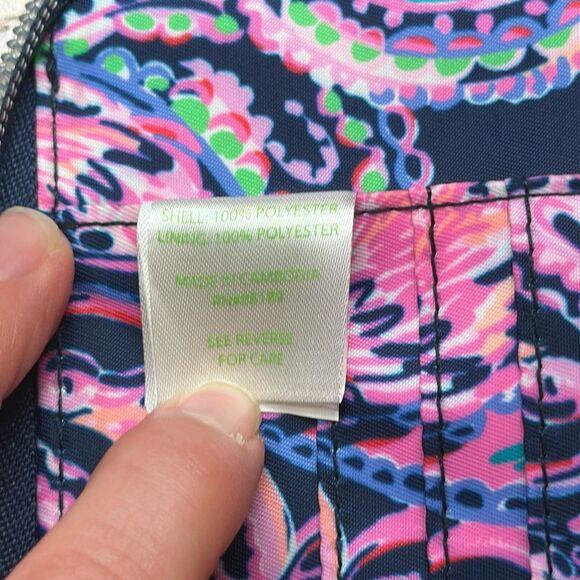 SHELL: 100% POLYESTER
LINING: 100% POLYESTER
MADE IN CAMBODIA
SEE REVERSE
FOR CARE